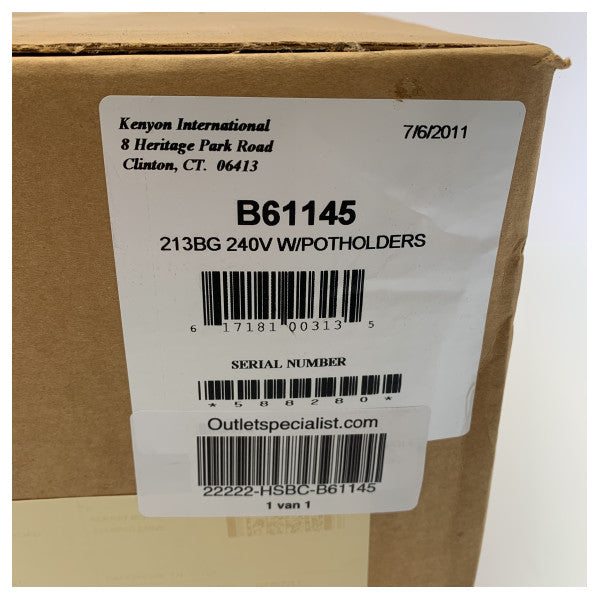 Kenyon International
8 Heritage Park Road
Clinton, CT. 06413
7/6/2011
B61145
213BG 240V W/POTHOLDERS
6 17181 00313 5
SERIAL NUMBER
*588280*
Outletspecialist.com
22222-HSBC-B61145
1 van 1